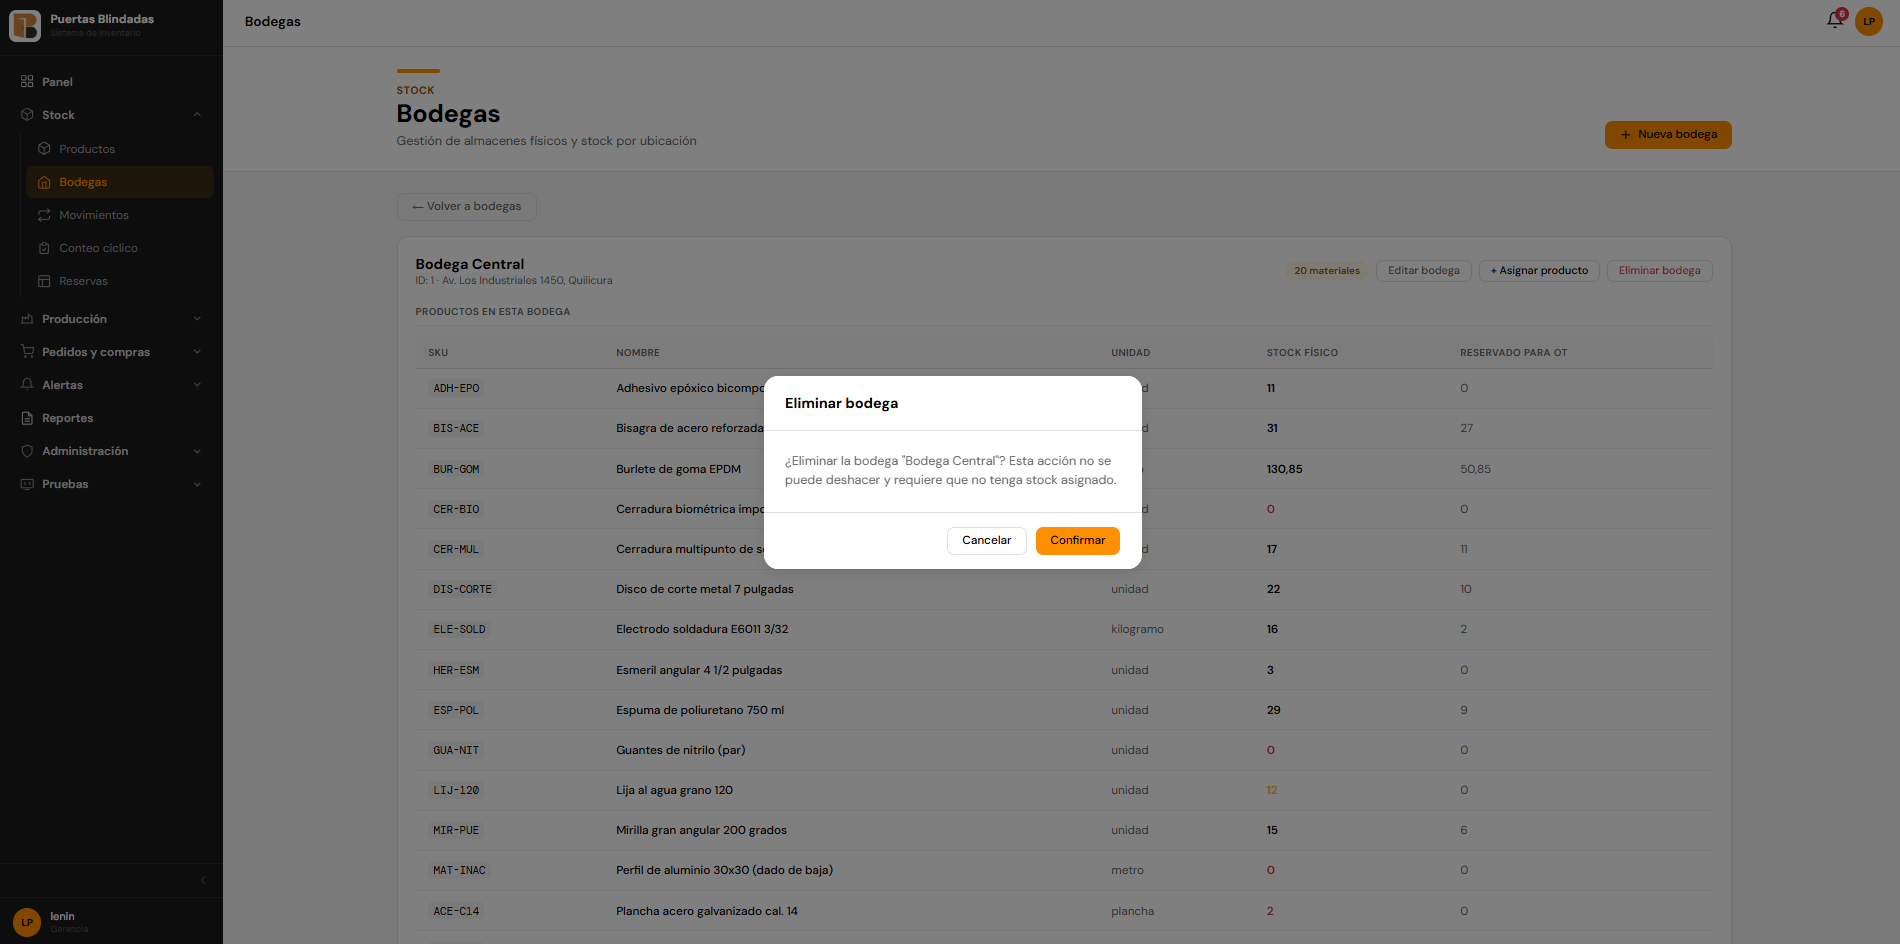 Puertas Blindadas
Sistema de Inventario
Panel
Stock
Productos
Bodegas
Movimientos
Conteo cíclico
Reservas
Producción
Pedidos y compras
Alertas
Reportes
Administración
Pruebas
LP
lenin
Gerencia
Bodegas
6
LP
STOCK
Bodegas
Gestión de almacenes físicos y stock por ubicación
+ Nueva bodega
← Volver a bodegas
Bodega Central
ID: 1 · Av. Los Industriales 1450, Quilicura
20 materiales
Editar bodega
+ Asignar producto
Eliminar bodega
PRODUCTOS EN ESTA BODEGA
SKU NOMBRE UNIDAD STOCK FÍSICO RESERVADO PARA OT
ADH-EPO Adhesivo epóxico 11 0
BIS-ACE Bisagra de acero reforzada 31 27
BUR-GOM Burlete de goma EPDM 130,85 50,85
CER-BIO Cerradura biométrica 0 0
CER-MUL Cerradura multipunto de 17 11
DIS-CORTE Disco de corte metal 7 pulgadas unidad 22 10
ELE-SOLD Electrodo soldadura E6011 3/32 kilogramo 16 2
HER-ESM Esmeril angular 4 1/2 pulgadas unidad 3 0
ESP-POL Espuma de poliuretano 750 ml unidad 29 9
GUA-NIT Guantes de nitrilo (par) unidad 0 0
LIJ-120 Lija al agua grano 120 unidad 12 0
MIR-PUE Mirilla gran angular 200 grados unidad 15 6
MAT-INAC Perfil de aluminio 30x30 (dado de baja) metro 0 0
ACE-C14 Plancha acero galvanizado cal. 14 plancha 2 0
Eliminar bodega
¿Eliminar la bodega "Bodega Central"? Esta acción no se
puede deshacer y requiere que no tenga stock asignado.
Cancelar
Confirmar